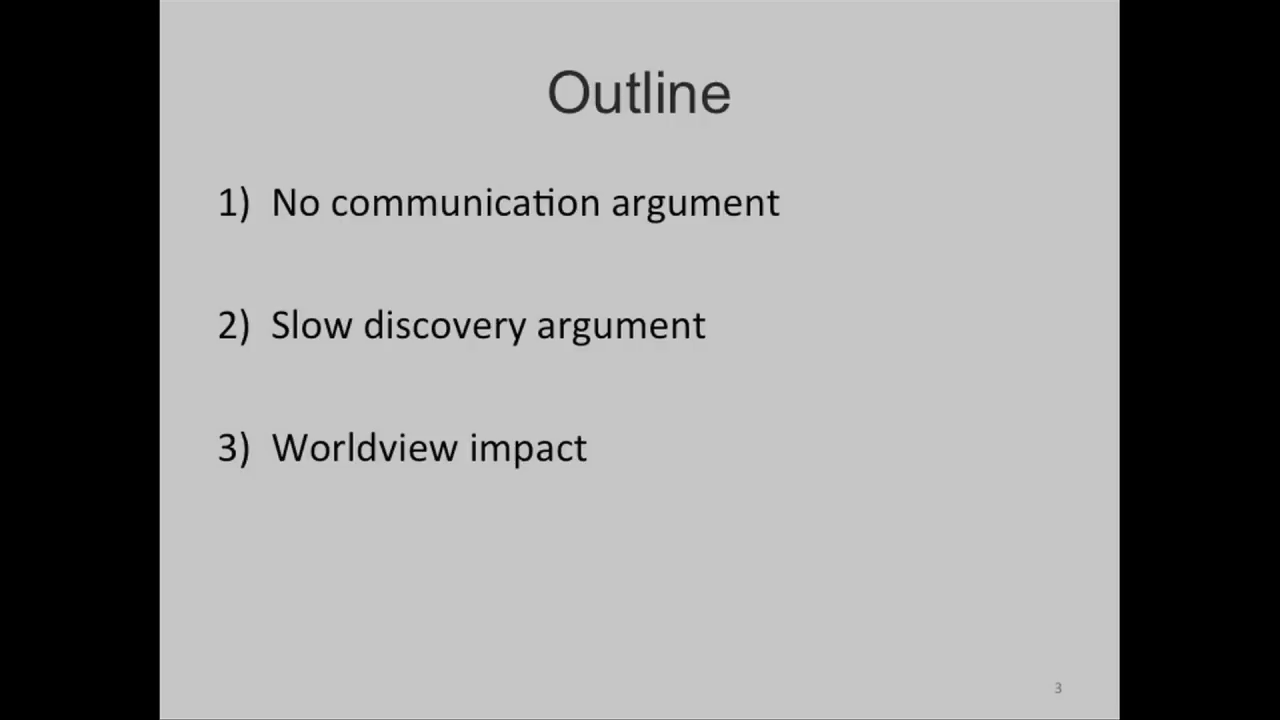 Outline
1) No communication argument
2) Slow discovery argument
3) Worldview impact
3